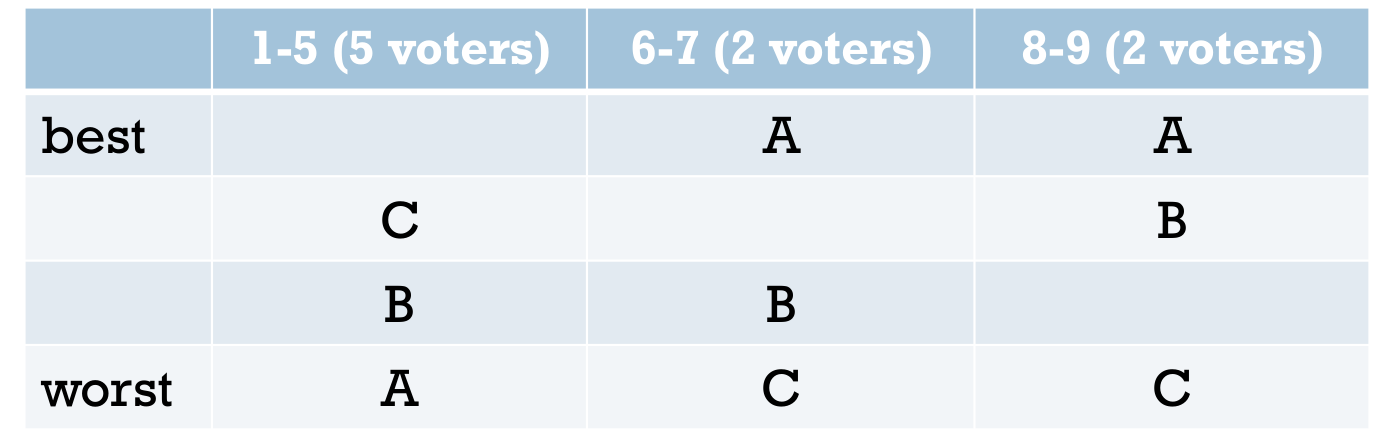 1-5 (5 voters) 6-7 (2 voters) 8-9 (2 voters)
best A A
C B
B B
worst A C C